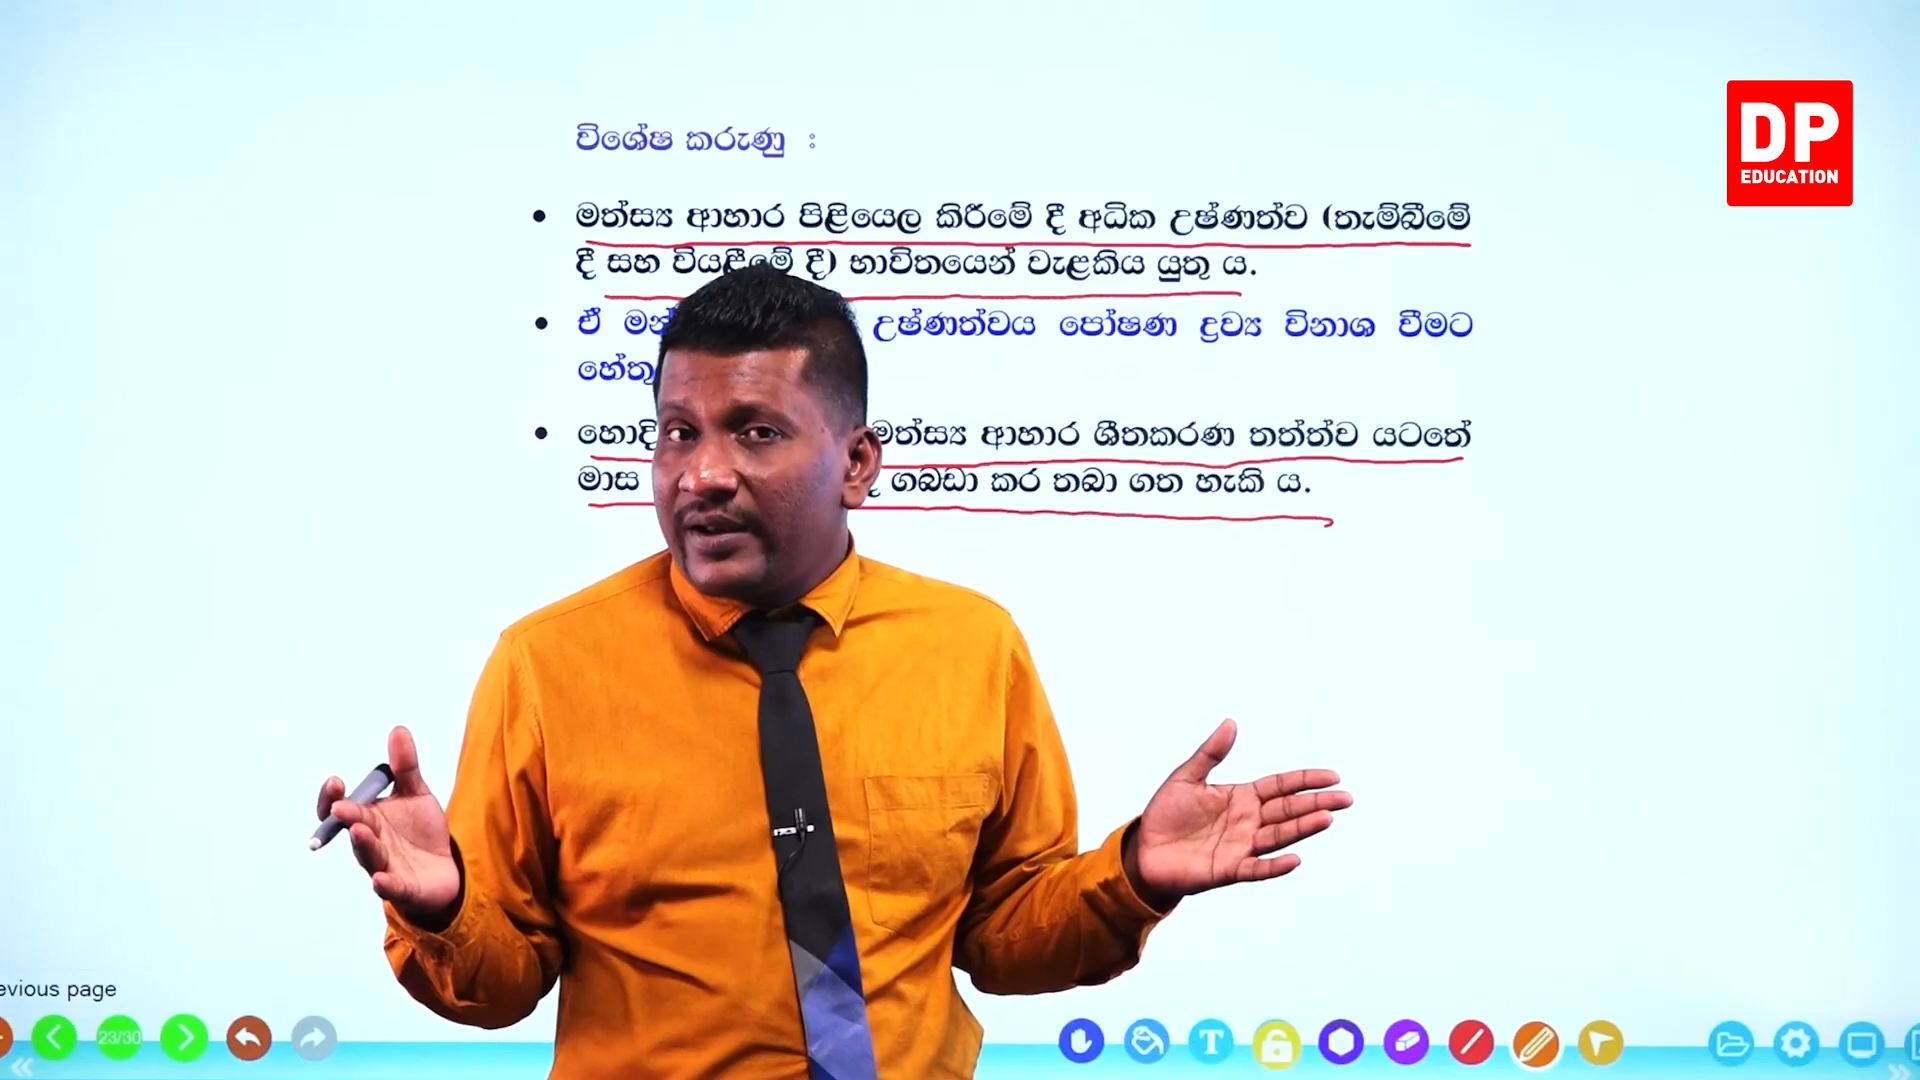 විශේෂ කරුණු :
DP
EDUCATION
• මත්ස්‍ය ආහාර පිළියෙල කිරීමේ දී අධික උෂ්ණත්ව (තැම්බීමේ
දී සහ වියළීමේ දී) භාවිතයෙන් වැළකිය යුතු ය.
• ඒ උෂ්ණත්වය පෝෂණ ද්‍රව්‍ය විනාශ වීමට
• මත්ස්‍ය ආහාර ශීතකරණ තත්ත්ව යටතේ
මාස ගබඩා කර තබා ගත හැකි ය.
evious page
23/30
T